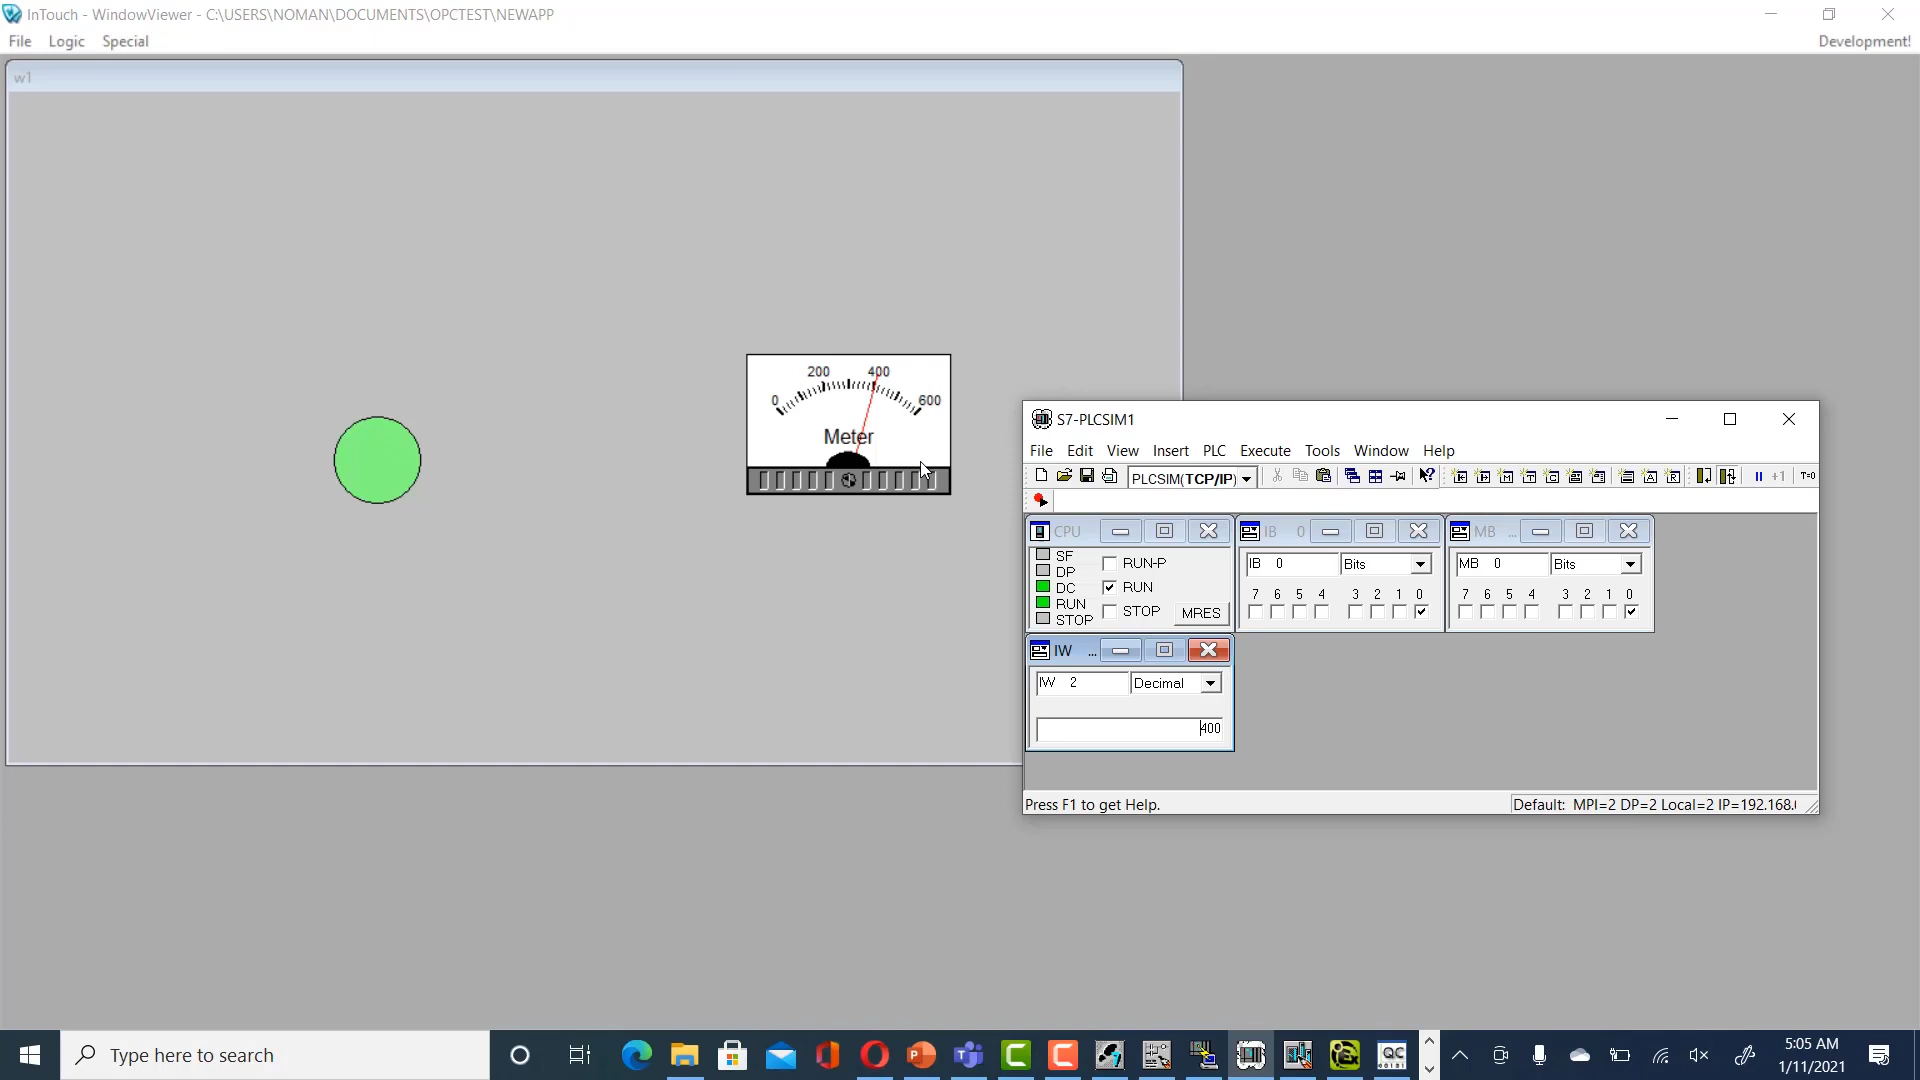 InTouch - WindowViewer - C:\USERS\NOMAN\DOCUMENTS\OPCTEST\NEWAPP
File Logic Special Development!
w1
0 200 400 600
Meter
S7-PLCSIM1
File Edit View Insert PLC Execute Tools Window Help
PLCSIM(TCP/IP) +1 T=0
CPU
SF
DP
DC
RUN
STOP
RUN-P
RUN
STOP
MRES
IB 0
IB 0 Bits
7 6 5 4 3 2 1 0
MB ...
MB 0 Bits
7 6 5 4 3 2 1 0
IW ...
IW 2 Decimal
400
Press F1 to get Help.
Default: MPI=2 DP=2 Local=2 IP=192.168.
Type here to search
QC
5:05 AM
1/11/2021